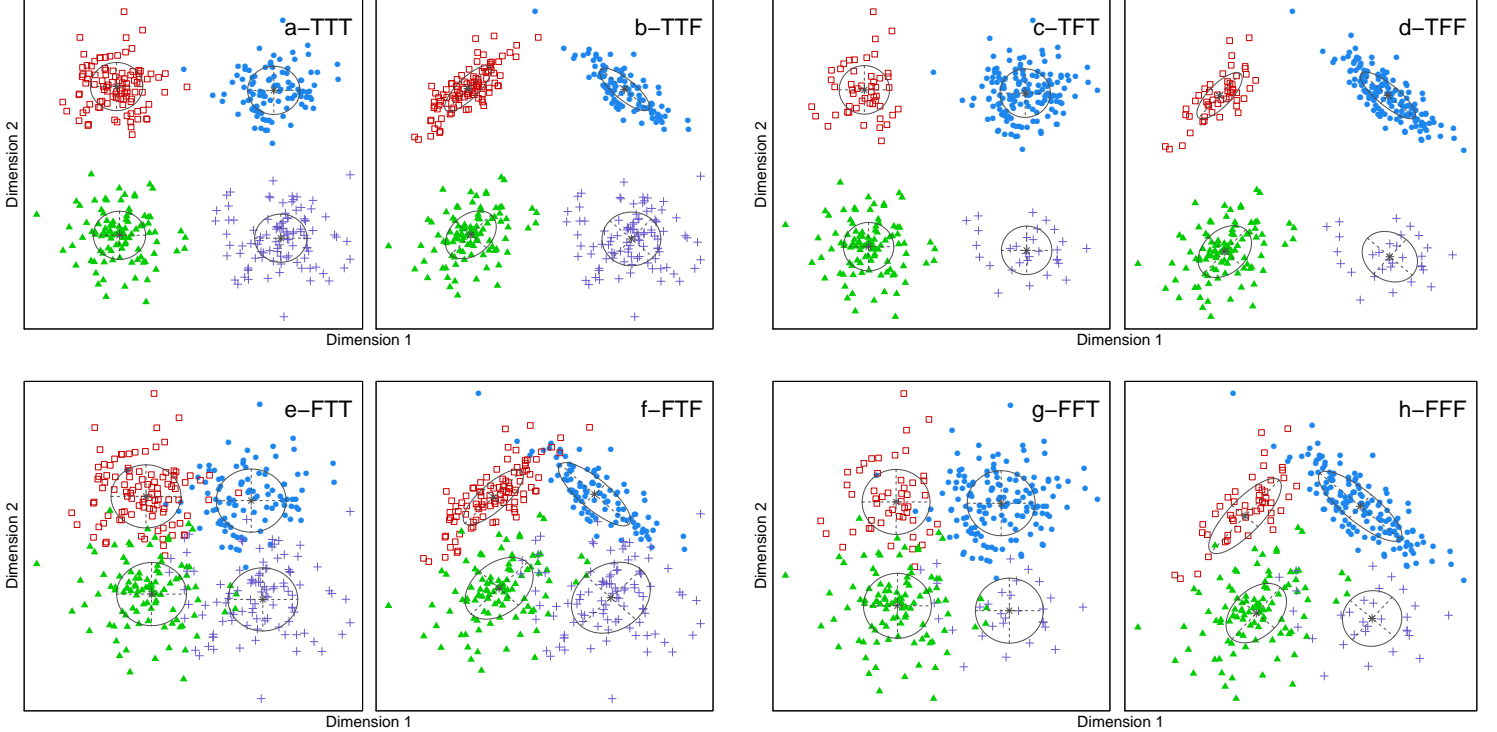 a−TTT
b−TTF
c−TFT
d−TFF
Dimension 2
Dimension 2
Dimension 1
Dimension 1
e−FTT
f−FTF
g−FFT
h−FFF
Dimension 2
Dimension 2
Dimension 1
Dimension 1